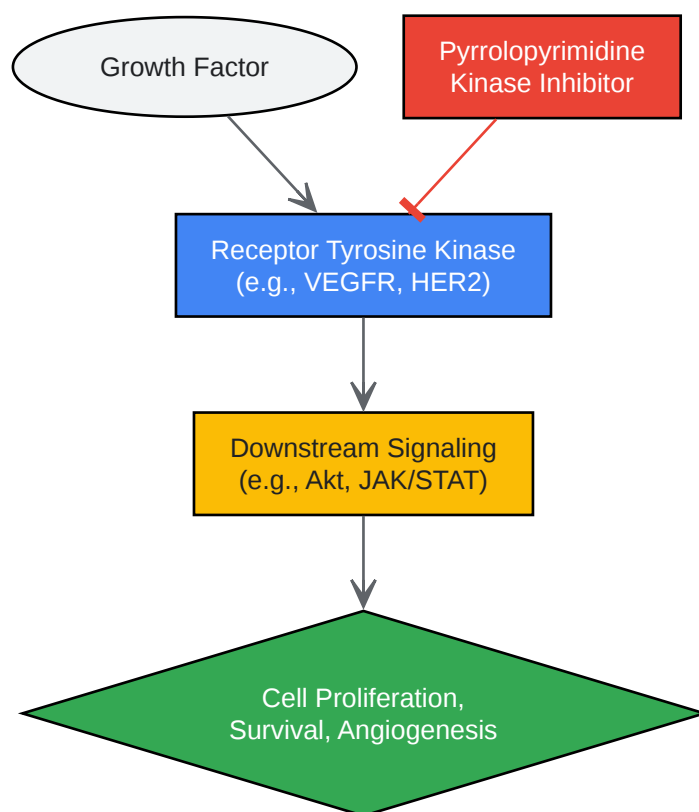 Growth Factor
Pyrrolopyrimidine
Kinase Inhibitor
Receptor Tyrosine Kinase
(e.g., VEGFR, HER2)
Downstream Signaling
(e.g., Akt, JAK/STAT)
Cell Proliferation,
Survival, Angiogenesis